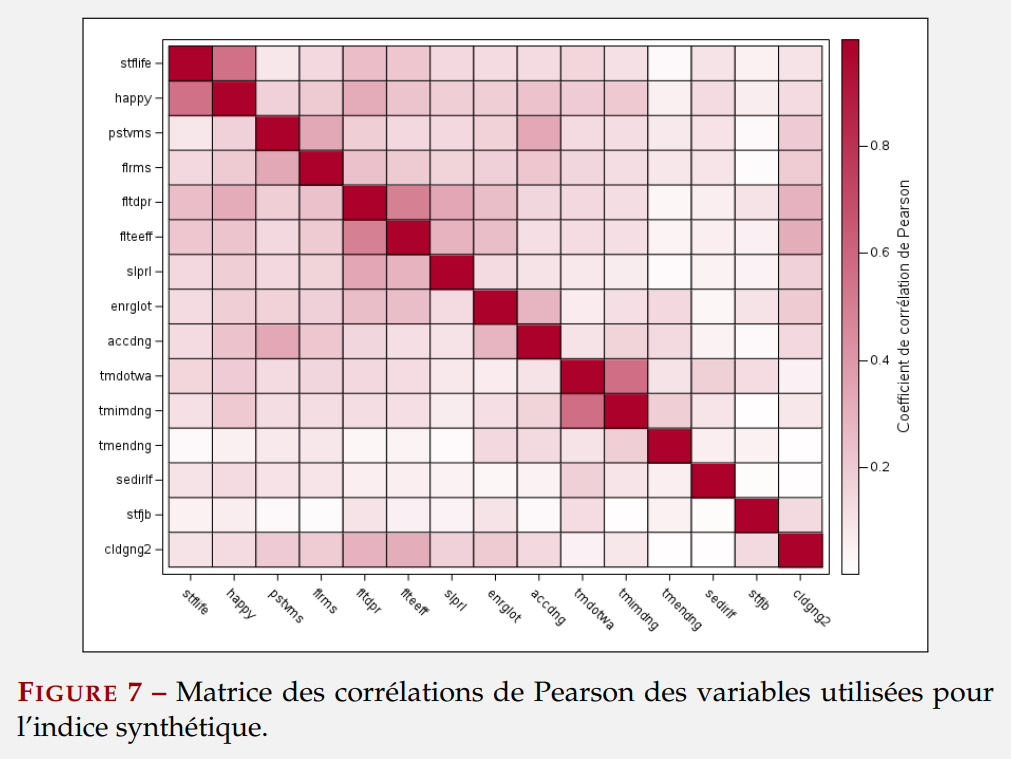 stflife
happy
pstvms
flrms
fltdpr
flteeff
slprl
enrglot
accdng
tmdotwa
tmimdng
tmendng
sedirlf
stfjb
cldgng2
stflife
happy
pstvms
flrms
fltdpr
flteeff
slprl
enrglot
accdng
tmdotwa
tmimdng
tmendng
sedirlf
stfjb
cldgng2
0.8
0.6
0.4
0.2
Coefficient de corrélation de Pearson
FIGURE 7 – Matrice des corrélations de Pearson des variables utilisées pour
l'indice synthétique.